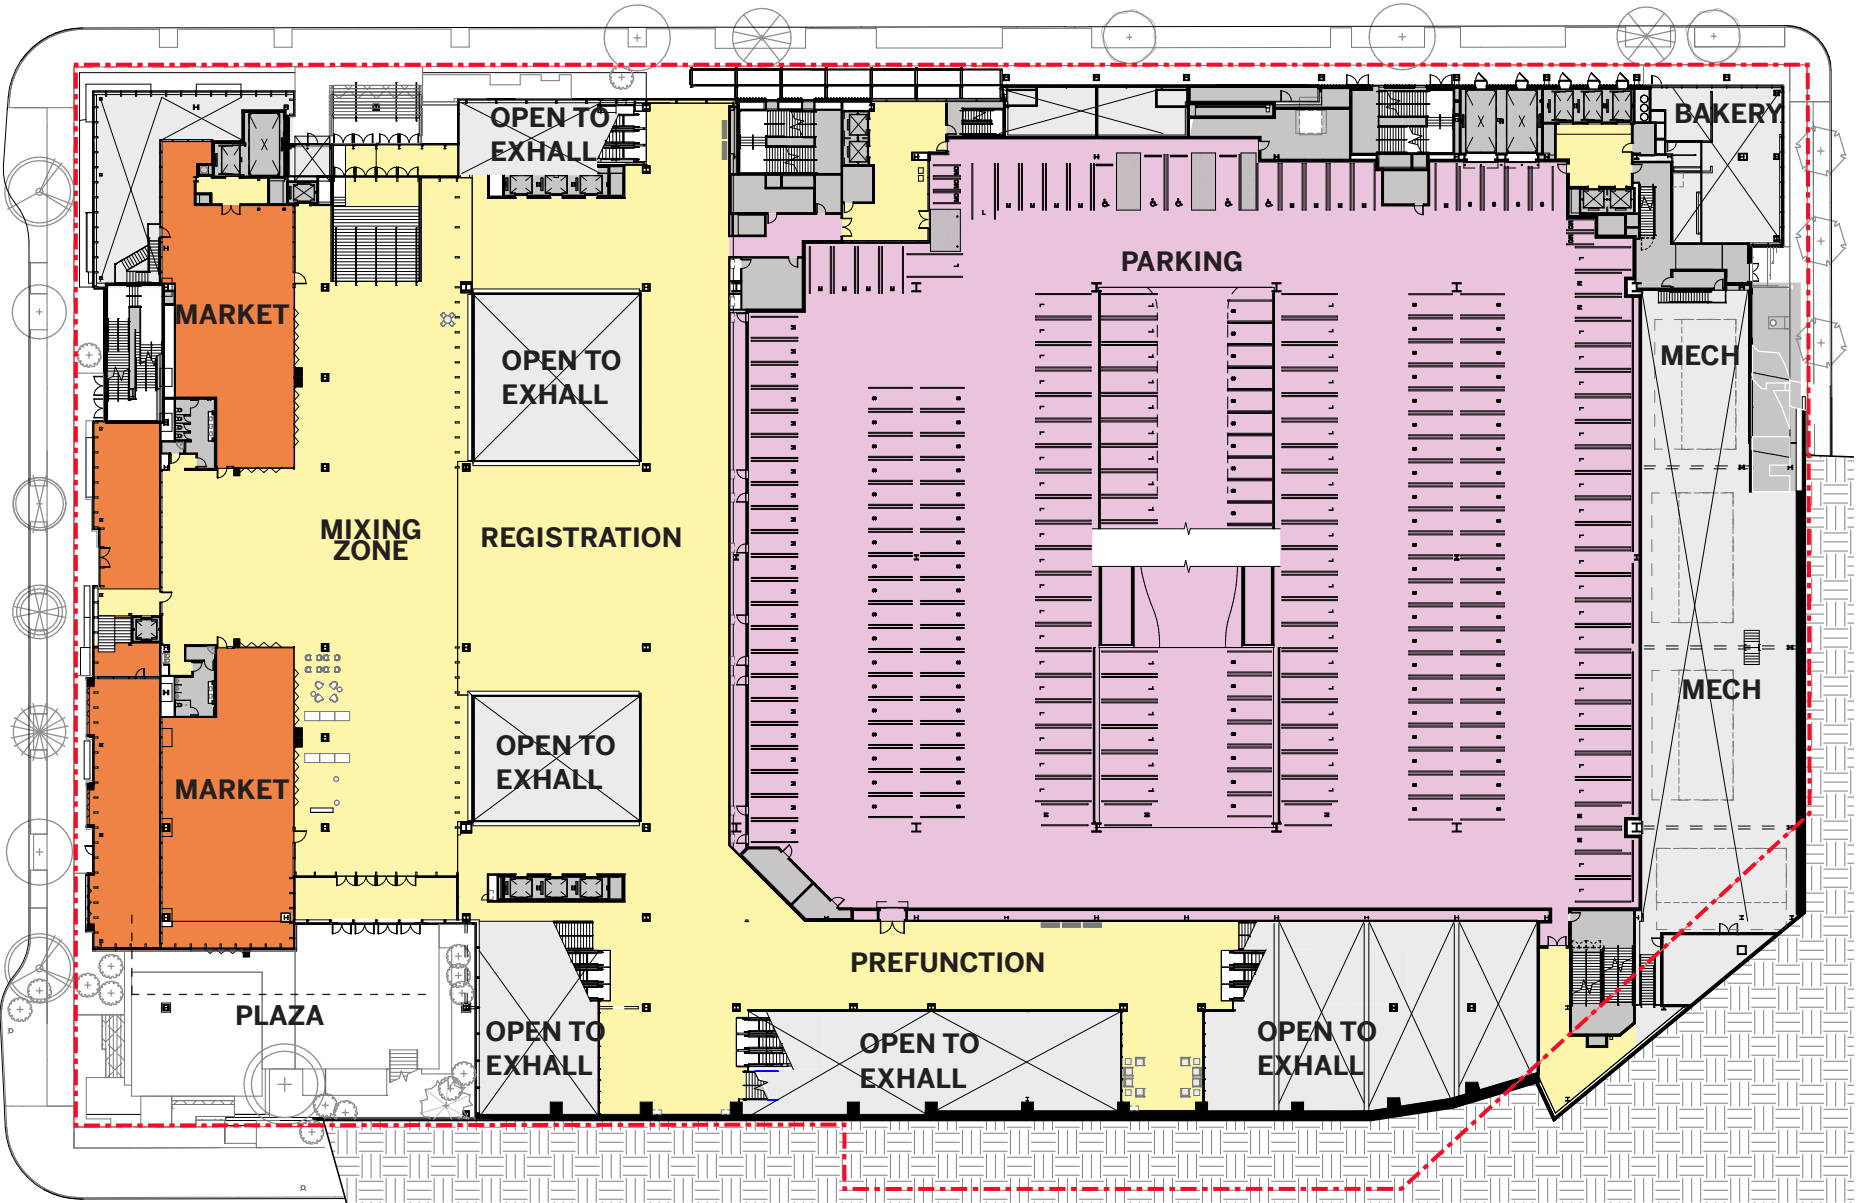 OPEN TO
EXHALL
BAKERY
PARKING
MARKET
OPEN TO
EXHALL
MECH
MIXING
ZONE
REGISTRATION
MECH
OPEN TO
EXHALL
MARKET
PREFUNCTION
PLAZA
OPEN TO
EXHALL
OPEN TO
EXHALL
OPEN TO
EXHALL